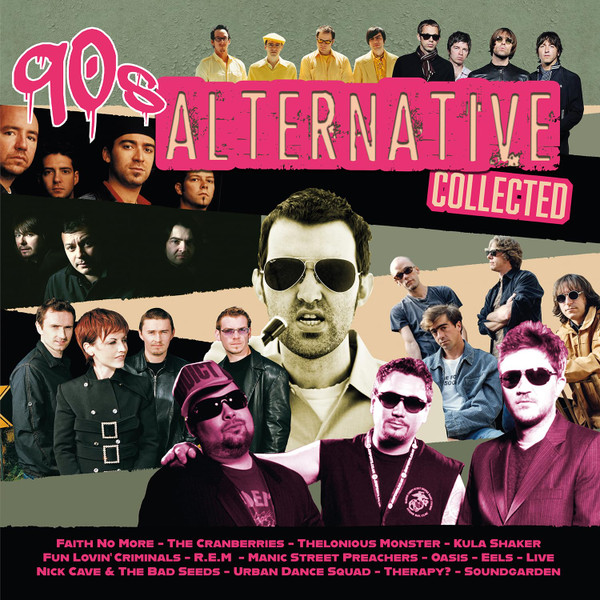 90s
ALTERNATIVE
COLLECTED
FAITH NO MORE - THE CRANBERRIES - THELONIOUS MONSTER - KULA SHAKER
FUN LOVIN' CRIMINALS - R.E.M - MANIC STREET PREACHERS - OASIS - EELS - LIVE
NICK CAVE & THE BAD SEEDS - URBAN DANCE SQUAD - THERAPY? - SOUNDGARDEN